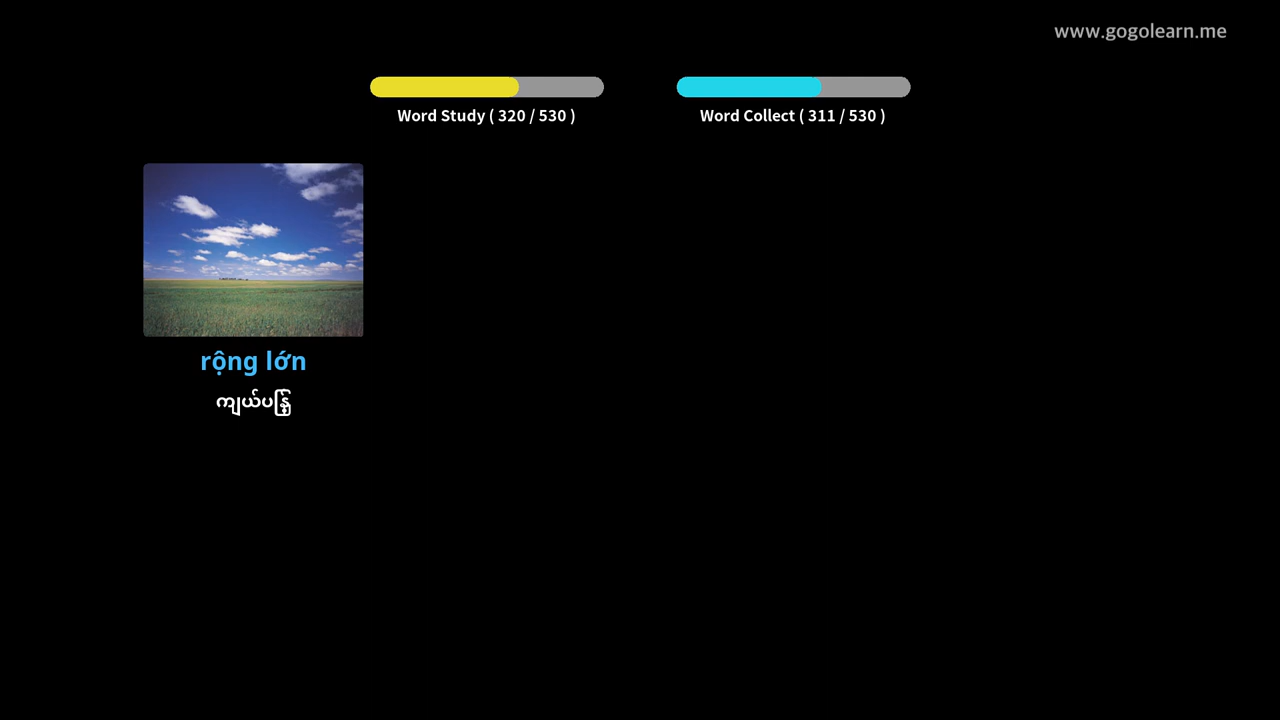 www.gogolearn.me
Word Study ( 320 / 530 )
Word Collect ( 311 / 530 )
rộng lớn
ကျယ်ပြန့်